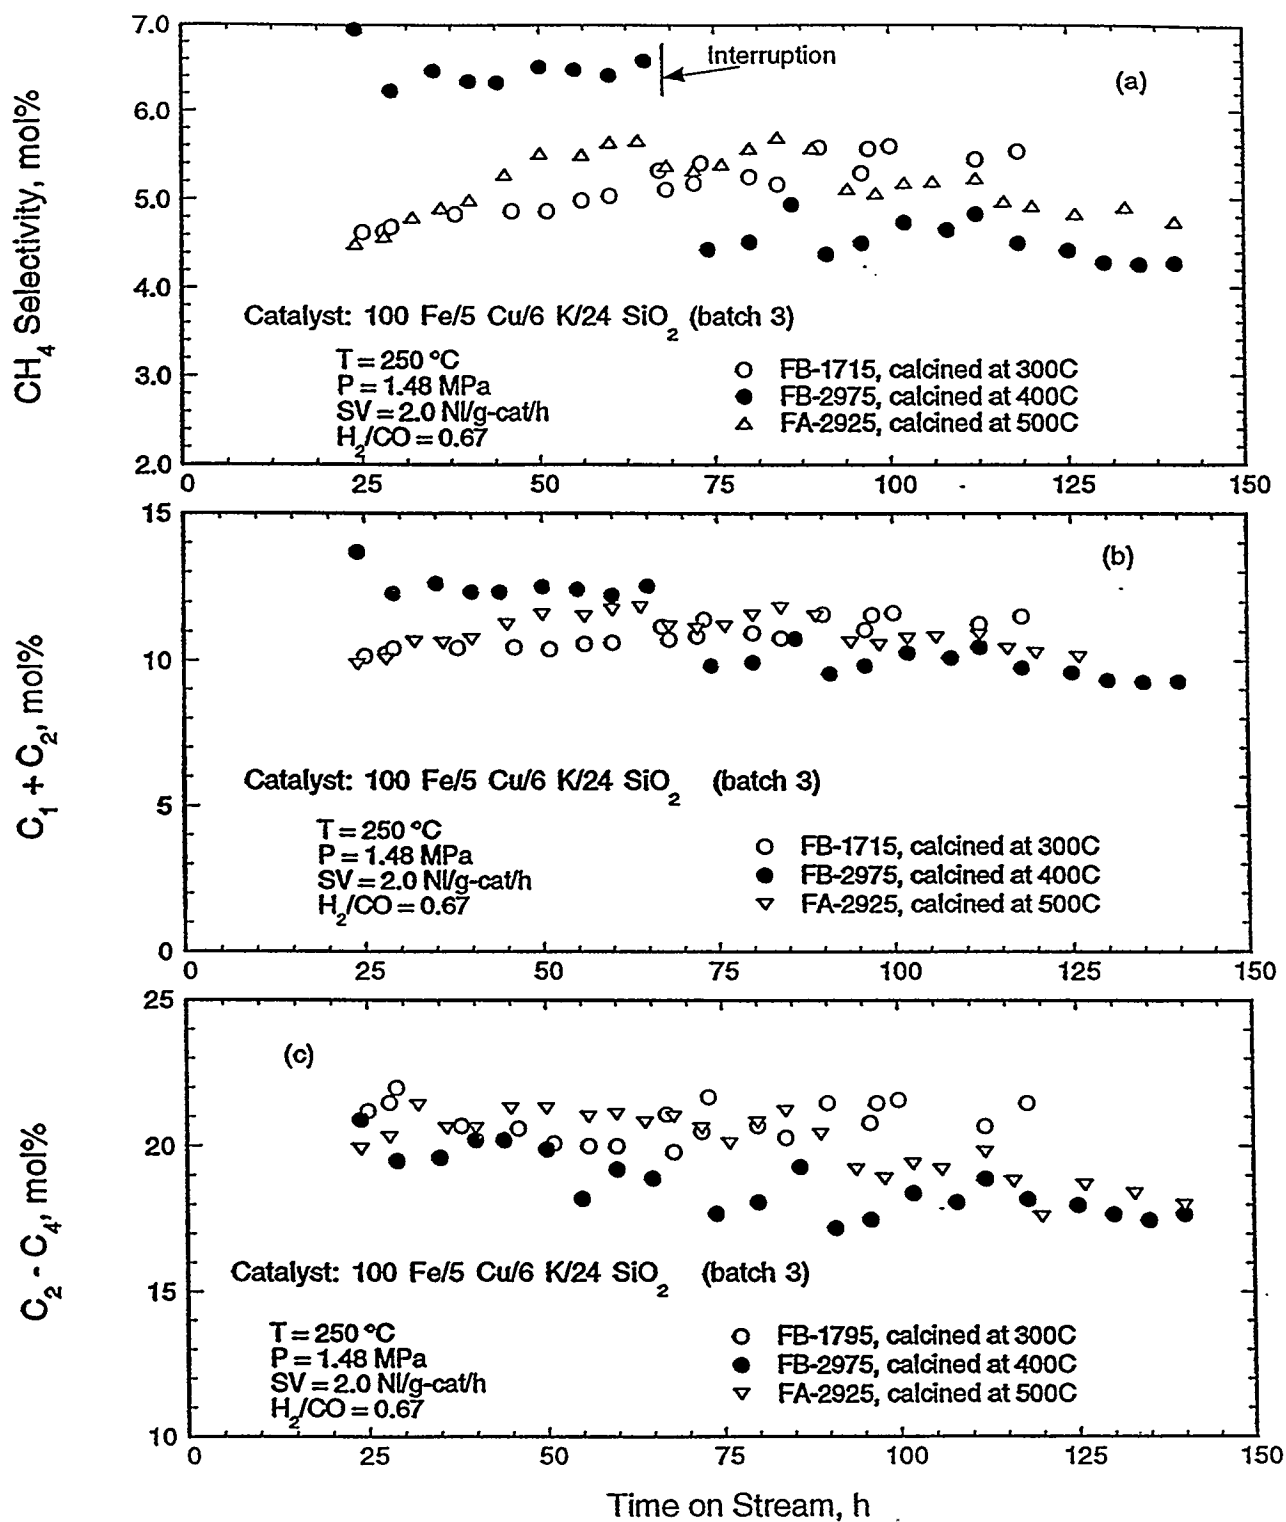 7.0
6.0
5.0
4.0
3.0
2.0
CH4 Selectivity, mol%
Interruption
(a)
Catalyst: 100 Fe/5 Cu/6 K/24 SiO2 (batch 3)
T = 250 °C
P = 1.48 MPa
SV = 2.0 Nl/g-cat/h
H2/CO = 0.67
FB-1715, calcined at 300C
FB-2975, calcined at 400C
FA-2925, calcined at 500C
0 25 50 75 100 125 150
15
10
5
0
C1 + C2, mol%
(b)
Catalyst: 100 Fe/5 Cu/6 K/24 SiO2 (batch 3)
T = 250 °C
P = 1.48 MPa
SV = 2.0 Nl/g-cat/h
H2/CO = 0.67
FB-1715, calcined at 300C
FB-2975, calcined at 400C
FA-2925, calcined at 500C
0 25 50 75 100 125 150
25
20
15
10
C2 - C4, mol%
(c)
Catalyst: 100 Fe/5 Cu/6 K/24 SiO2 (batch 3)
T = 250 °C
P = 1.48 MPa
SV = 2.0 Nl/g-cat/h
H2/CO = 0.67
FB-1795, calcined at 300C
FB-2975, calcined at 400C
FA-2925, calcined at 500C
0 25 50 75 100 125 150
Time on Stream, h